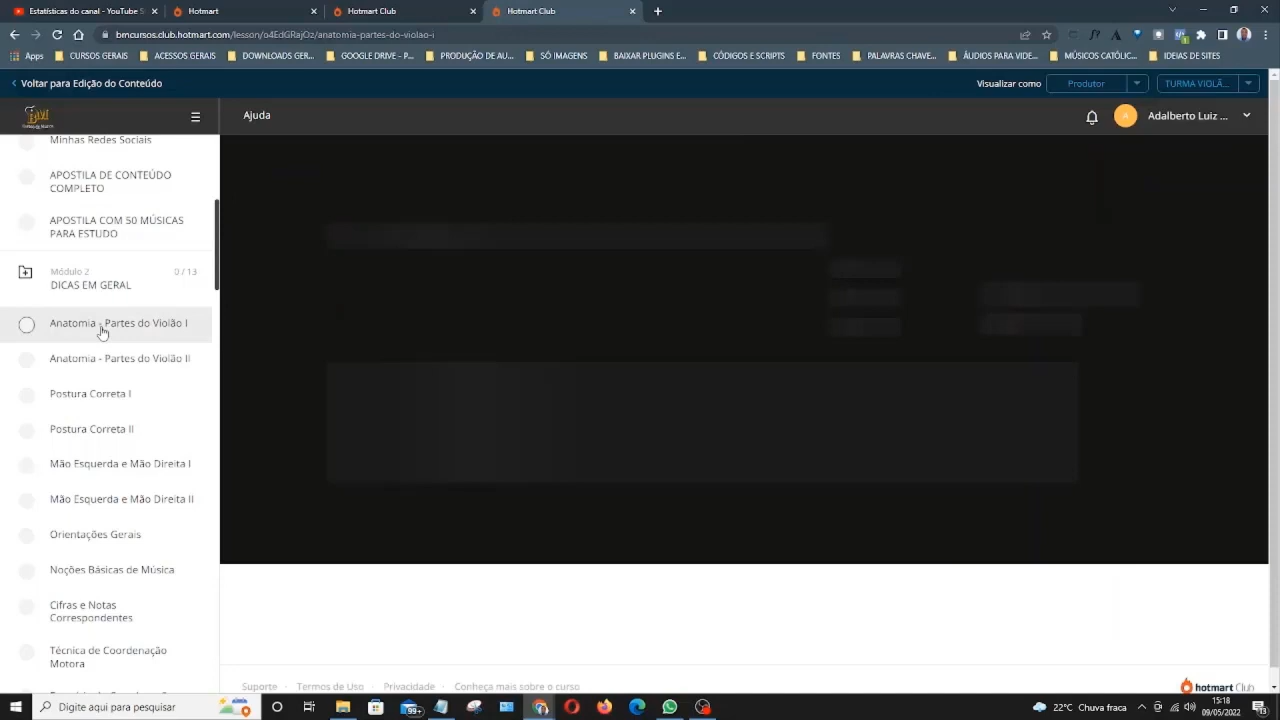 Estatísticas do canal - YouTube S
Hotmart
Hotmart Club
Hotmart Club
bmcursos.club.hotmart.com/lesson/o4EdGRajOz/anatomia-partes-do-violao-i
Apps
CURSOS GERAIS
ACESSOS GERAIS
DOWNLOADS GER...
GOOGLE DRIVE - P...
PRODUÇÃO DE AU...
SÓ IMAGENS
BAIXAR PLUGINS E...
CÓDIGOS E SCRIPTS
FONTES
PALAVRAS CHAVE...
ÁUDIOS PARA VIDE...
MÚSICOS CATÓLIC...
IDEIAS DE SITES
Voltar para Edição do Conteúdo
Visualizar como
Produtor
TURMA VIOLÃ...
BM
Ajuda
A
Adalberto Luiz ...
Minhas Redes Sociais
APOSTILA DE CONTEÚDO
COMPLETO
APOSTILA COM 50 MÚSICAS
PARA ESTUDO
Módulo 2
0 / 13
DICAS EM GERAL
Anatomia - Partes do Violão I
Anatomia - Partes do Violão II
Postura Correta I
Postura Correta II
Mão Esquerda e Mão Direita I
Mão Esquerda e Mão Direita II
Orientações Gerais
Noções Básicas de Música
Cifras e Notas
Correspondentes
Técnica de Coordenação
Motora
Suporte
Termos de Uso
Privacidade
Conheça mais sobre o curso
hotmart Club
Digite aqui para pesquisar
99+
22°C Chuva fraca
15:18
09/05/2022